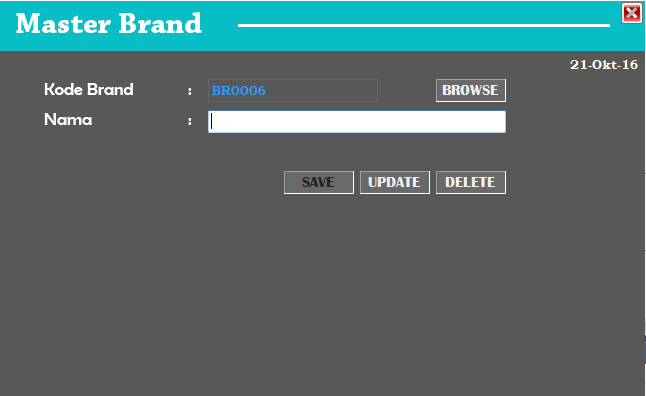 Master Brand
21-Okt-16
Kode Brand : BR0006 BROWSE
Nama :
SAVE UPDATE DELETE